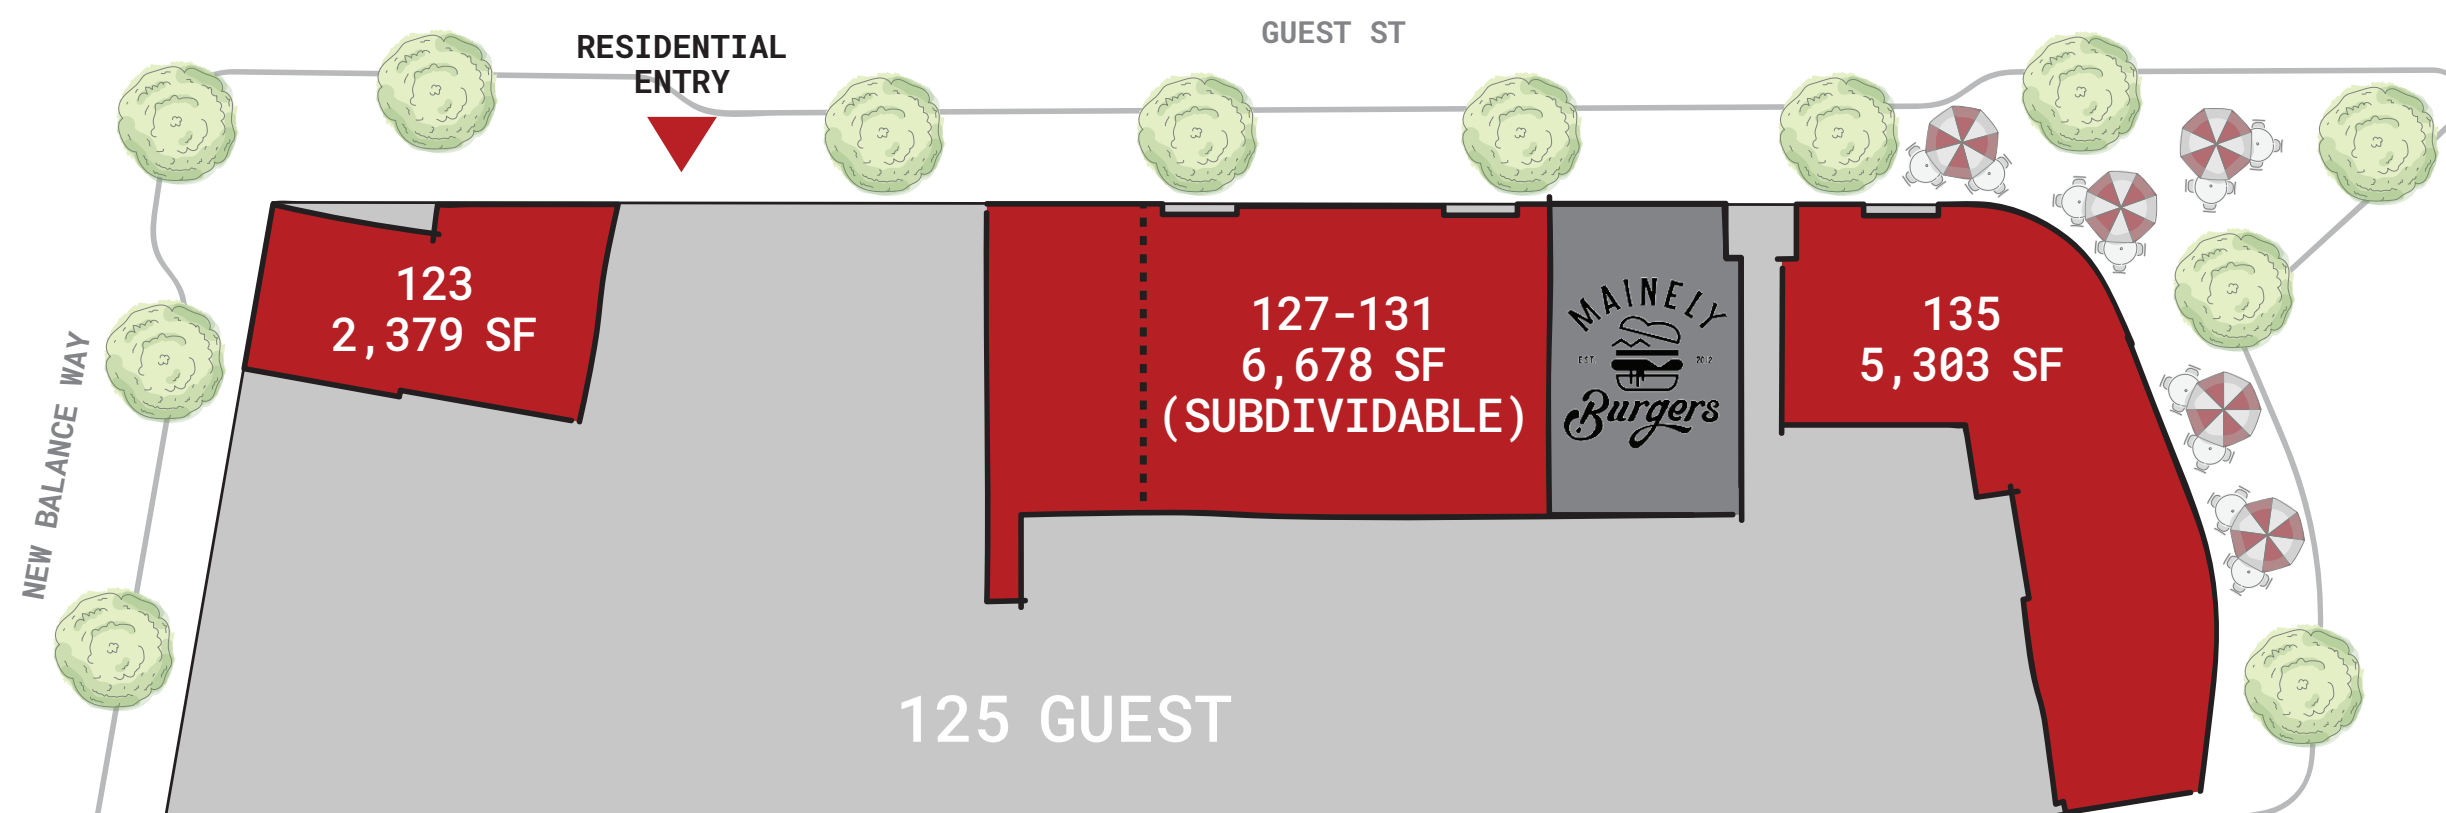 GUEST ST
RESIDENTIAL
ENTRY
123
2,379 SF
127-131
6,678 SF
(SUBDIVIDABLE)
MAINELY
EST. 2012
Burgers
135
5,303 SF
NEW BALANCE WAY
125 GUEST